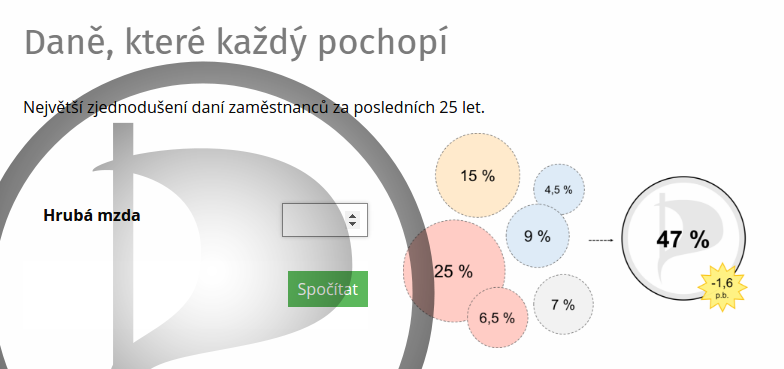 Daně, které každý pochopí
Největší zjednodušení daní zaměstnanců za posledních 25 let.
Hrubá mzda
Spočítat
15 %
4,5 %
9 %
25 %
6,5 %
7 %
47 %
-1,6
p.b.